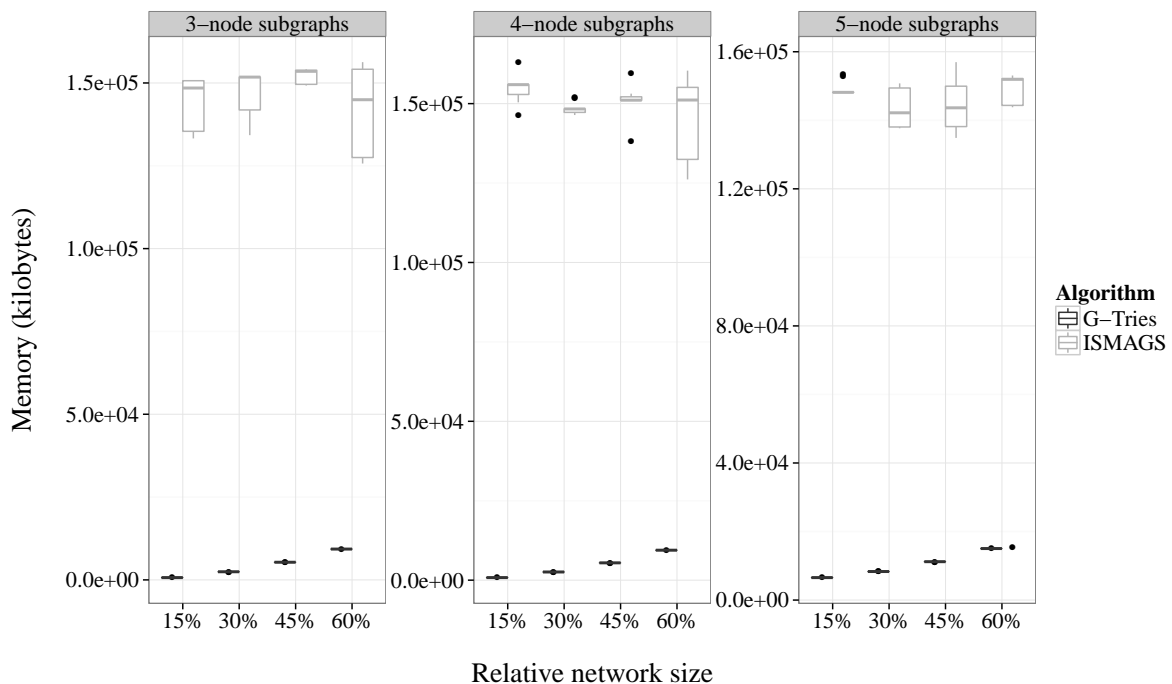 3−node subgraphs
4−node subgraphs
5−node subgraphs
Memory (kilobytes)
1.5e+05
1.0e+05
5.0e+04
0.0e+00
1.5e+05
1.0e+05
5.0e+04
0.0e+00
1.6e+05
1.2e+05
8.0e+04
4.0e+04
0.0e+00
15% 30% 45% 60%
15% 30% 45% 60%
15% 30% 45% 60%
Relative network size
Algorithm
G−Tries
ISMAGS